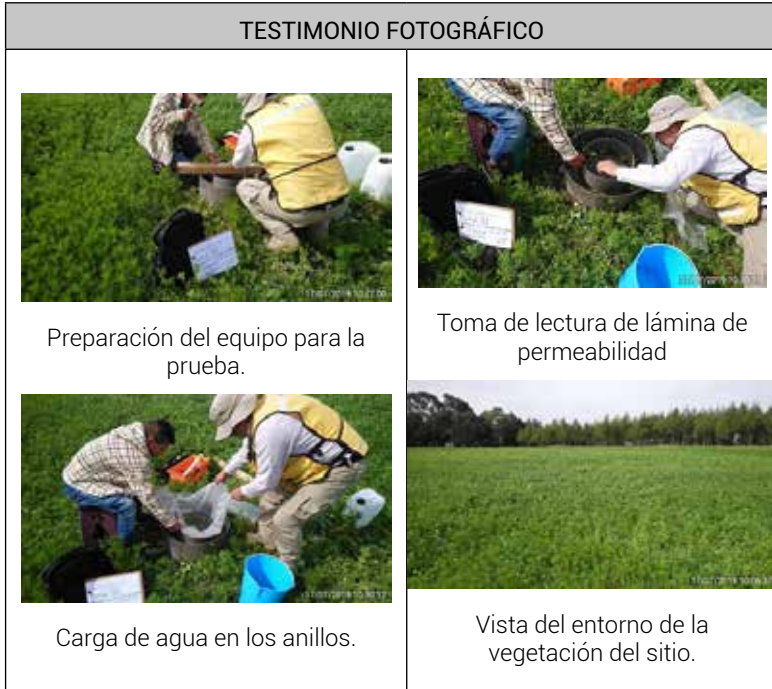 TESTIMONIO FOTOGRÁFICO
Preparación del equipo para la
prueba.
Toma de lectura de lámina de
permeabilidad
Carga de agua en los anillos.
Vista del entorno de la
vegetación del sitio.